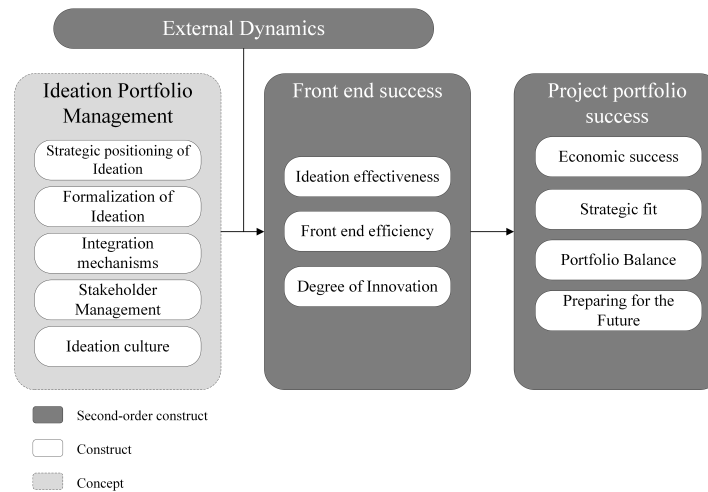 External Dynamics
Ideation Portfolio
Management
Strategic positioning of
Ideation
Formalization of
Ideation
Integration
mechanisms
Stakeholder
Management
Ideation culture
Front end success
Ideation effectiveness
Front end efficiency
Degree of Innovation
Project portfolio
success
Economic success
Strategic fit
Portfolio Balance
Preparing for the
Future
Second-order construct
Construct
Concept